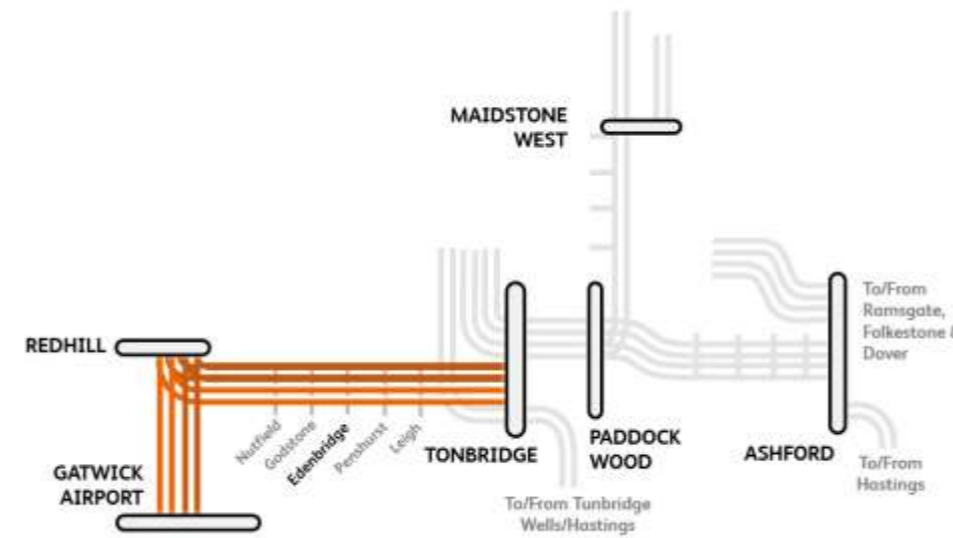 MAIDSTONE
WEST
To/From
Ramsgate,
Folkestone &
Dover
REDHILL
Nutfield
Godstone
Edenbridge
Penshurst
Leigh
TONBRIDGE
PADDOCK
WOOD
ASHFORD
To/From
Hastings
GATWICK
AIRPORT
To/From Tunbridge
Wells/Hastings